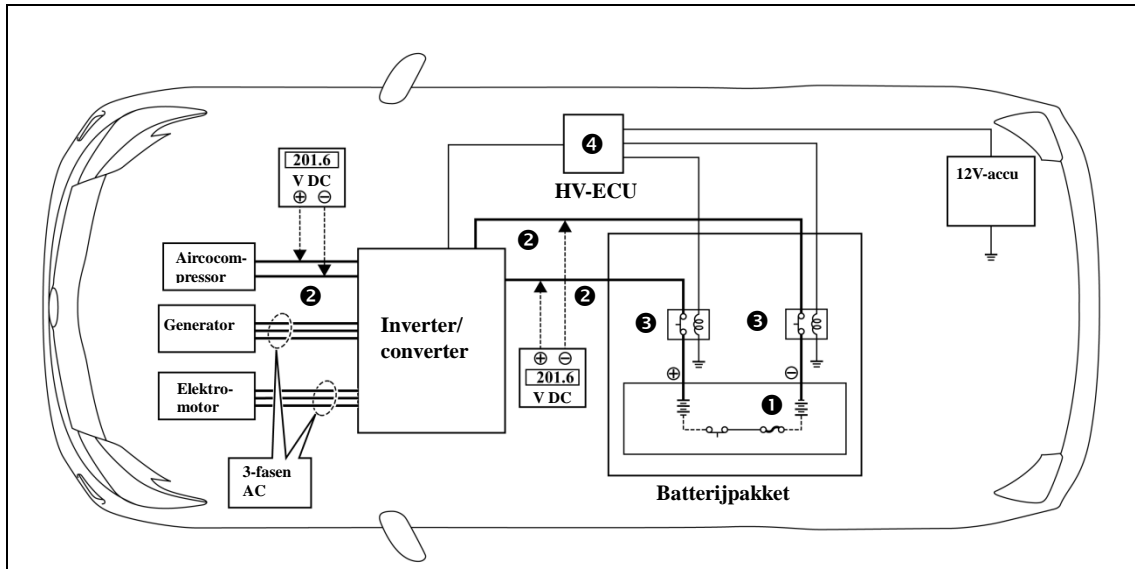 201.6
V DC
⊕ ⊖
❹
HV-ECU
12V-accu
Aircocom-
pressor
❷
Generator
Elektro-
motor
3-fasen
AC
Inverter/
converter
❷
❷
⊕ ⊖
201.6
V DC
❸
❸
⊕
⊖
❶
Batterijpakket